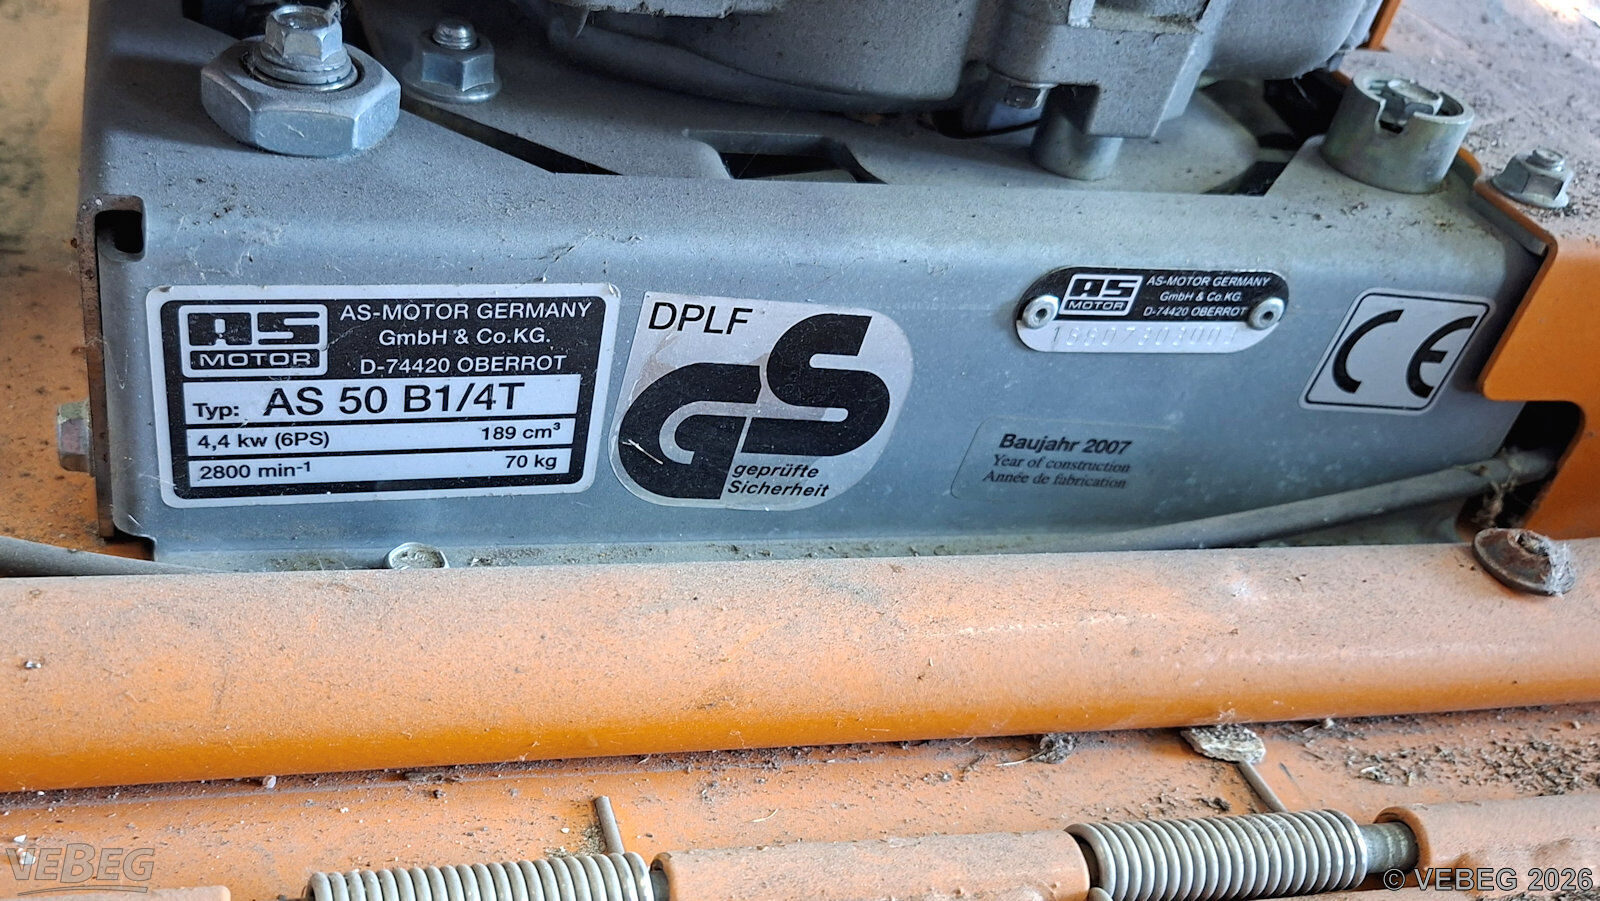 AS
MOTOR
AS-MOTOR GERMANY
GmbH & Co.KG.
D-74420 OBERROT
Typ: AS 50 B1/4T
4,4 kw (6PS) 189 cm³
2800 min-1 70 kg
DPLF
GS
geprüfte
Sicherheit
AS
MOTOR
AS-MOTOR GERMANY
GmbH & Co.KG.
D-74420 OBERROT
Baujahr 2007
Year of construction
Année de fabrication
CE
VEBEG
© VEBEG 2026